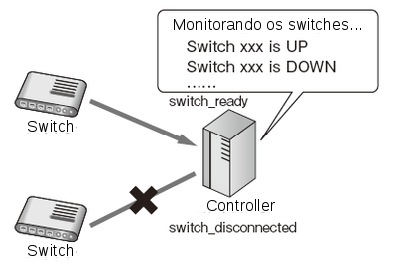 Monitorando os switches...
Switch xxx is UP
Switch xxx is DOWN
......
switch_ready
Switch
Controller
switch_disconnected
Switch